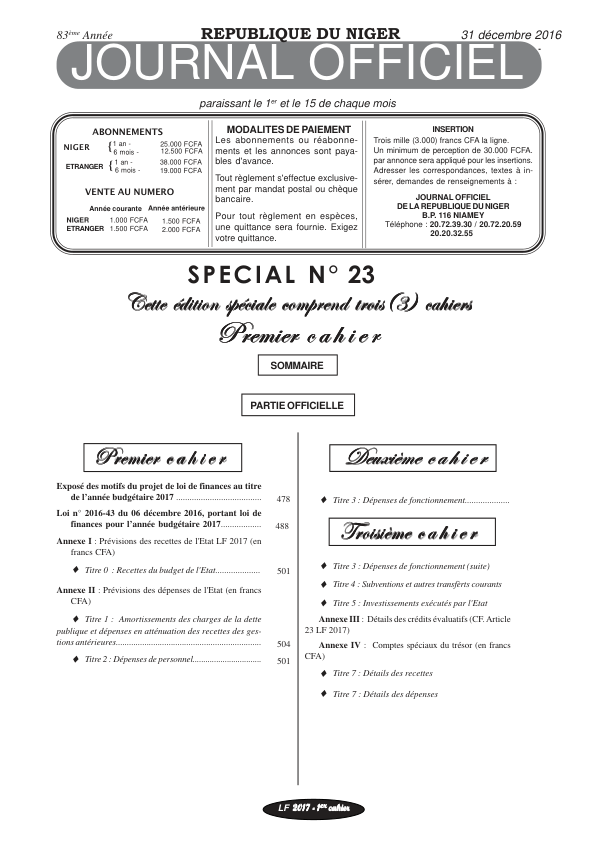 83ème Année
REPUBLIQUE DU NIGER
31 décembre 2016
JOURNAL OFFICIEL
paraissant le 1er et le 15 de chaque mois
ABONNEMENTS
NIGER { 1 an - 25.000 FCFA
6 mois - 12.500 FCFA
ETRANGER { 1 an - 38.000 FCFA
6 mois - 19.000 FCFA
VENTE AU NUMERO
Année courante Année antérieure
NIGER 1.000 FCFA 1.500 FCFA
ETRANGER 1.500 FCFA 2.000 FCFA
MODALITES DE PAIEMENT
Les abonnements ou réabonne-
ments et les annonces sont paya-
bles d'avance.
Tout règlement s'effectue exclusive-
ment par mandat postal ou chèque
bancaire.
Pour tout règlement en espèces,
une quittance sera fournie. Exigez
votre quittance.
INSERTION
Trois mille (3.000) francs CFA la ligne.
Un minimum de perception de 30.000 FCFA.
par annonce sera appliqué pour les insertions.
Adresser les correspondances, textes à in-
sérer, demandes de renseignements à :
JOURNAL OFFICIEL
DE LA REPUBLIQUE DU NIGER
B.P. 116 NIAMEY
Téléphone : 20.72.39.30 / 20.72.20.59
20.20.32.55
SPECIAL N° 23
Cette édition spéciale comprend trois (3) cahiers
Premier cahier
SOMMAIRE
PARTIE OFFICIELLE
Premier cahier
Exposé des motifs du projet de loi de finances au titre
de l'année budgétaire 2017 .................................. 478
Loi n° 2016-43 du 06 décembre 2016, portant loi de
finances pour l'année budgétaire 2017................ 488
Annexe I : Prévisions des recettes de l'Etat LF 2017 (en
francs CFA)
♦ Titre 0 : Recettes du budget de l'Etat.................. 501
Annexe II : Prévisions des dépenses de l'Etat (en francs
CFA)
♦ Titre 1 : Amortissements des charges de la dette
publique et dépenses en atténuation des recettes des ges-
tions antérieures.......................................................... 504
♦ Titre 2 : Dépenses de personnel............................... 501
Deuxième cahier
♦ Titre 3 : Dépenses de fonctionnement..................
Troisième cahier
♦ Titre 3 : Dépenses de fonctionnement (suite)
♦ Titre 4 : Subventions et autres transferts courants
♦ Titre 5 : Investissements exécutés par l'Etat
Annexe III : Détails des crédits évaluatifs (CF. Article
23 LF 2017)
Annexe IV : Comptes spéciaux du trésor (en francs
CFA)
♦ Titre 7 : Détails des recettes
♦ Titre 7 : Détails des dépenses
LF 2017 - 1er cahier